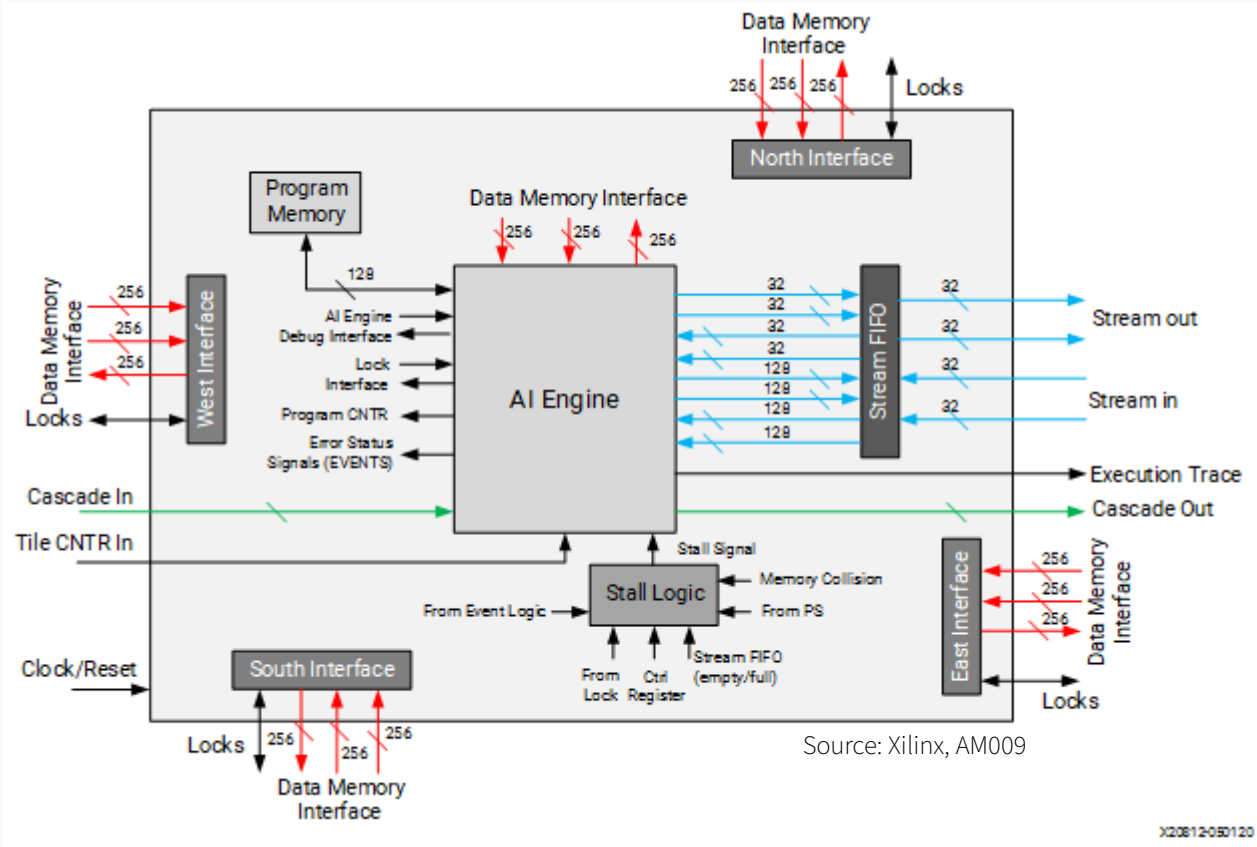 Data Memory
Interface
256
256
256
Locks
North Interface
Program
Memory
Data Memory Interface
256
256
256
128
256
256
256
Data Memory
Interface
West Interface
Locks
AI Engine
Debug Interface
Lock
Interface
Program CNTR
Error Status
Signals (EVENTS)
AI Engine
32
32
32
32
128
128
128
128
Stream FIFO
32
32
32
32
Stream out
Stream in
Execution Trace
Cascade In
Cascade Out
Tile CNTR In
Stall Signal
Stall Logic
Memory Collision
From PS
From Event Logic
From
Lock
Ctrl
Register
Stream FIFO
(empty/full)
East Interface
256
256
256
Data Memory
Interface
Locks
Clock/Reset
South Interface
Locks
256
256
256
Data Memory
Interface
Source: Xilinx, AM009
X20812-050120